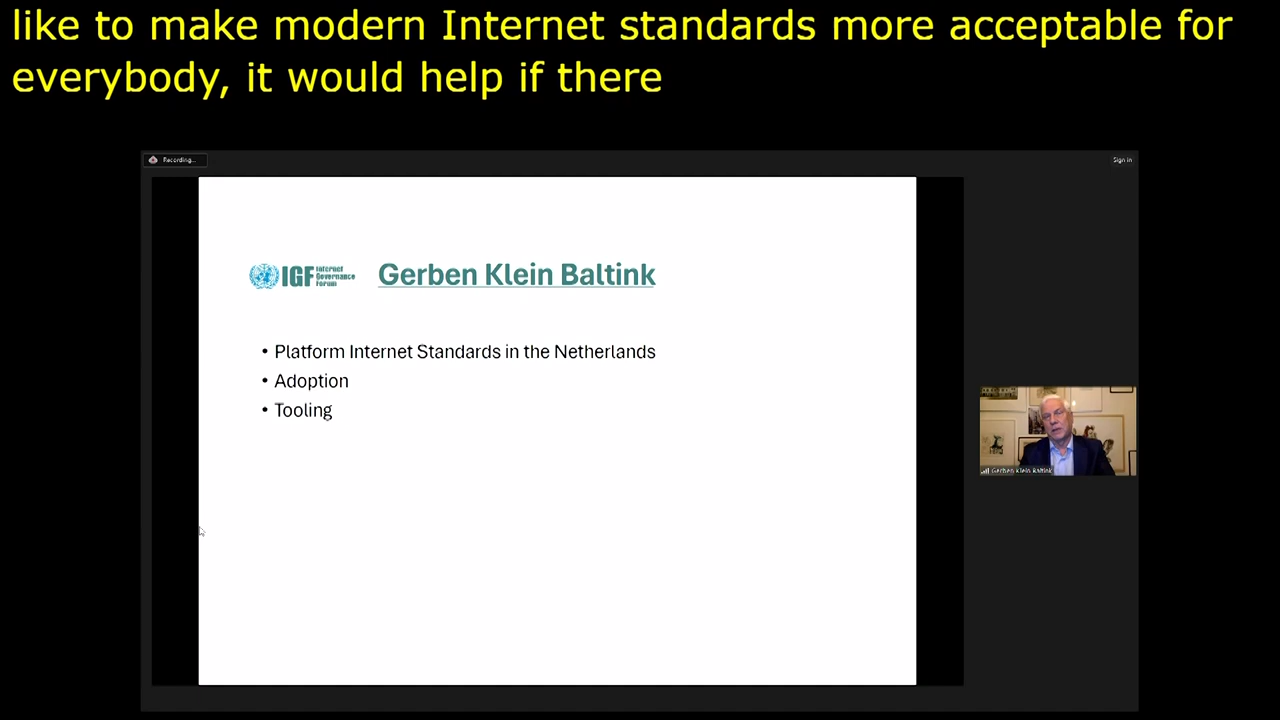 like to make modern Internet standards more acceptable for
everybody, it would help if there
Recording...
Sign in
IGF Internet
Governance
Forum
Gerben Klein Baltink
• Platform Internet Standards in the Netherlands
• Adoption
• Tooling
Gerben Klein Baltink